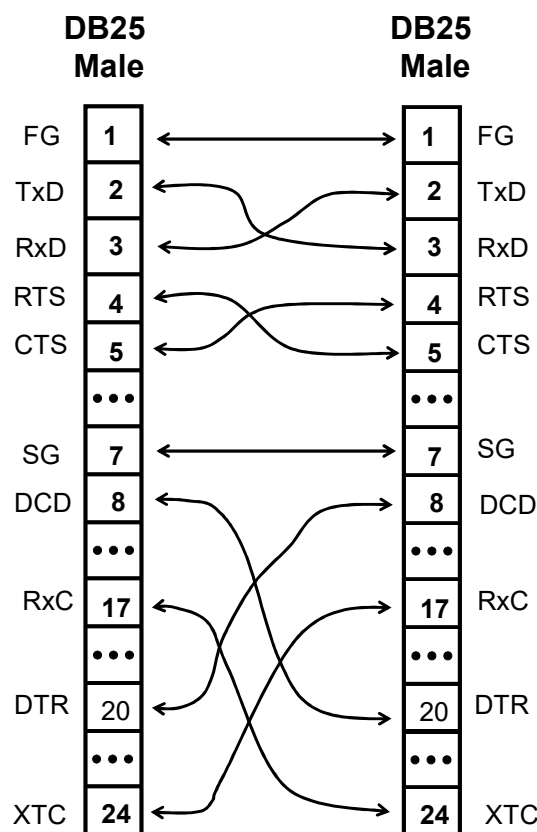 DB25 Male DB25 Male
FG 1 1 FG
TxD 2 2 TxD
RxD 3 3 RxD
RTS 4 4 RTS
CTS 5 5 CTS
••• •••
SG 7 7 SG
DCD 8 8 DCD
••• •••
RxC 17 17 RxC
••• •••
DTR 20 20 DTR
••• •••
XTC 24 24 XTC